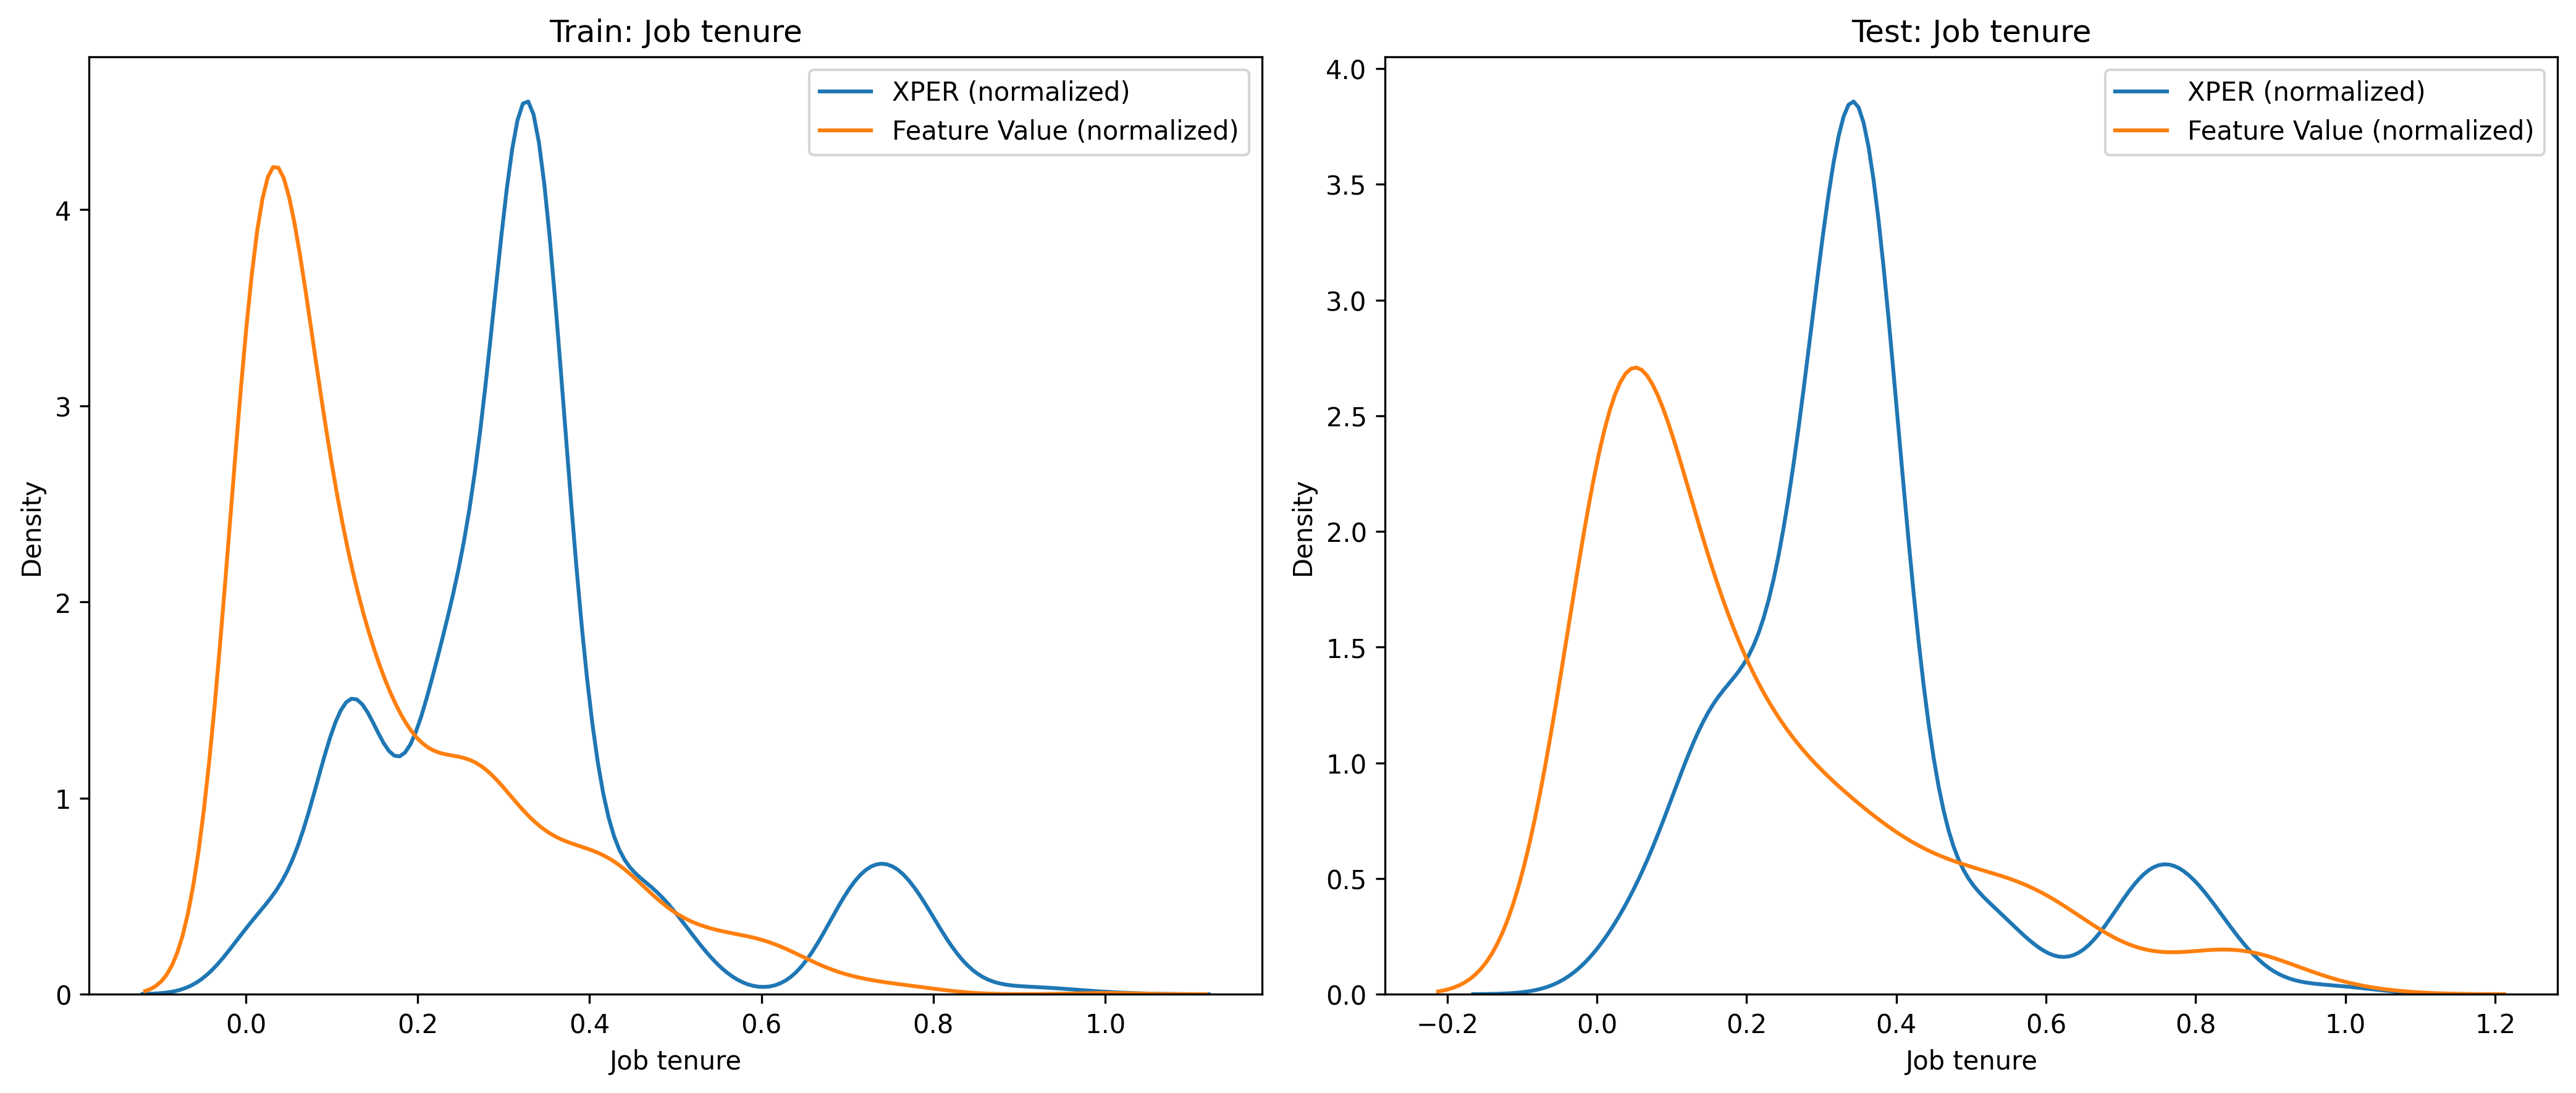 Train: Job tenure
XPER (normalized)
Feature Value (normalized)
Density
4
3
2
1
0
0.0 0.2 0.4 0.6 0.8 1.0
Job tenure
Test: Job tenure
XPER (normalized)
Feature Value (normalized)
Density
4.0
3.5
3.0
2.5
2.0
1.5
1.0
0.5
0.0
−0.2 0.0 0.2 0.4 0.6 0.8 1.0 1.2
Job tenure